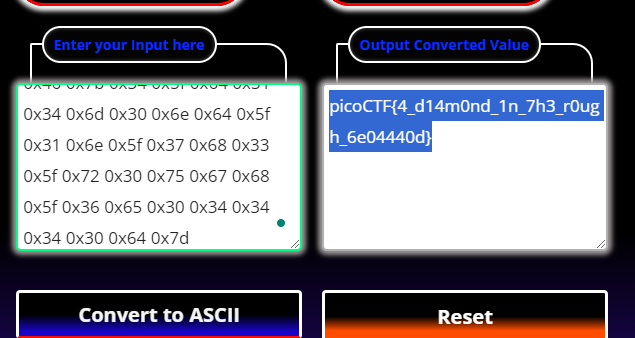 Enter your Input here
Output Converted Value
0x46 0x7b 0x34 0x5f 0x64 0x31
0x34 0x6d 0x30 0x6e 0x64 0x5f
0x31 0x6e 0x5f 0x37 0x68 0x33
0x5f 0x72 0x30 0x75 0x67 0x68
0x5f 0x36 0x65 0x30 0x34 0x34
0x34 0x30 0x64 0x7d
picoCTF{4_d14m0nd_1n_7h3_r0ug
h_6e04440d}
Convert to ASCII
Reset